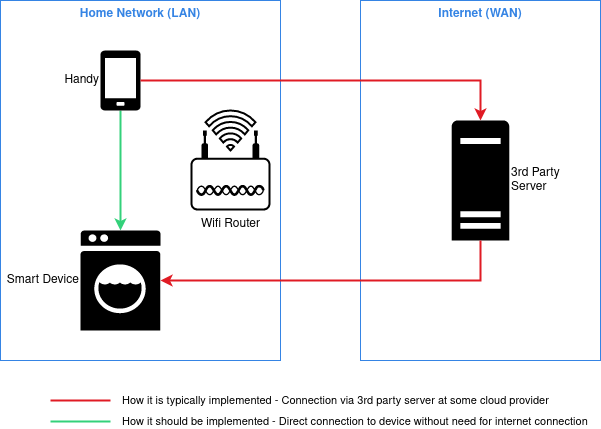 Home Network (LAN)
Internet (WAN)
Handy
3rd Party
Server
Wifi Router
Smart Device
How it is typically implemented - Connection via 3rd party server at some cloud provider
How it should be implemented - Direct connection to device without need for internet connection